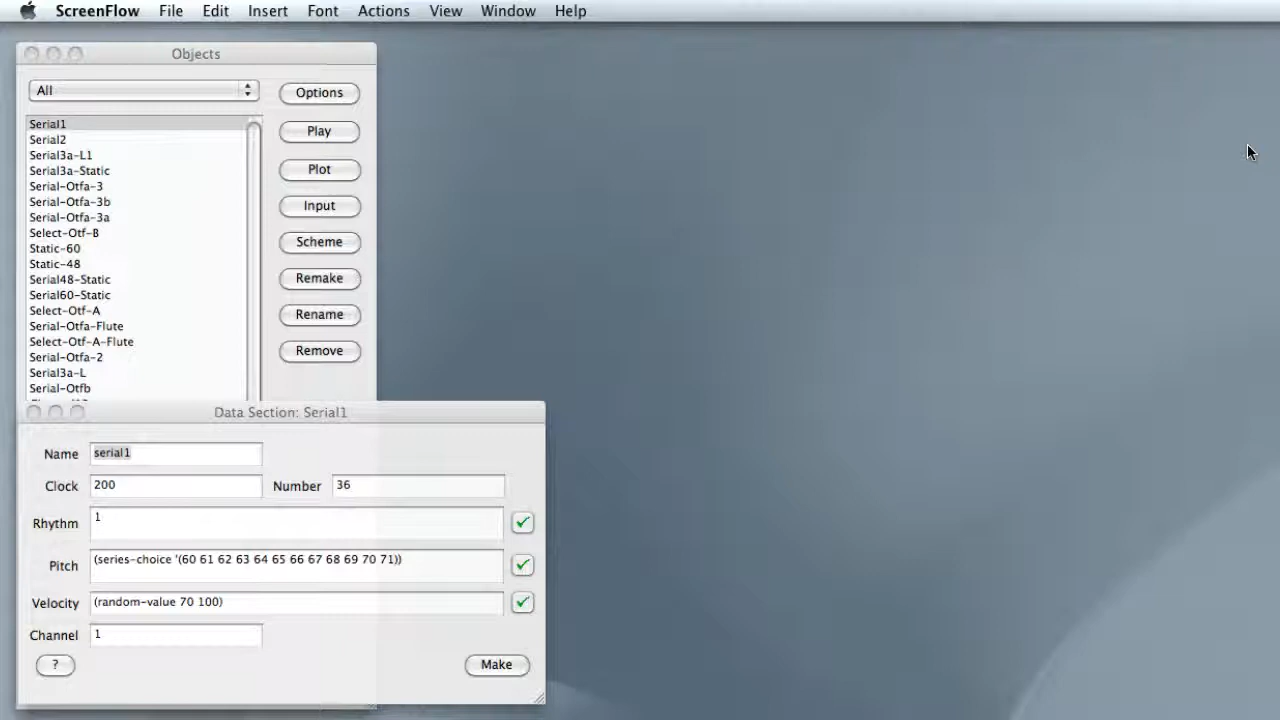 ScreenFlow File Edit Insert Font Actions View Window Help
Objects
All
Options
Serial1
Play
Serial2
Serial3a-L1
Serial3a-Static
Plot
Serial-Otfa-3
Serial-Otfa-3b
Input
Serial-Otfa-3a
Select-Otf-B
Scheme
Static-60
Static-48
Serial48-Static
Remake
Serial60-Static
Select-Otf-A
Rename
Serial-Otfa-Flute
Select-Otf-A-Flute
Remove
Serial-Otfa-2
Serial3a-L
Serial-Otfb
Data Section: Serial1
Name serial1
Clock 200 Number 36
Rhythm 1
Pitch (series-choice '(60 61 62 63 64 65 66 67 68 69 70 71))
Velocity (random-value 70 100)
Channel 1
? Make